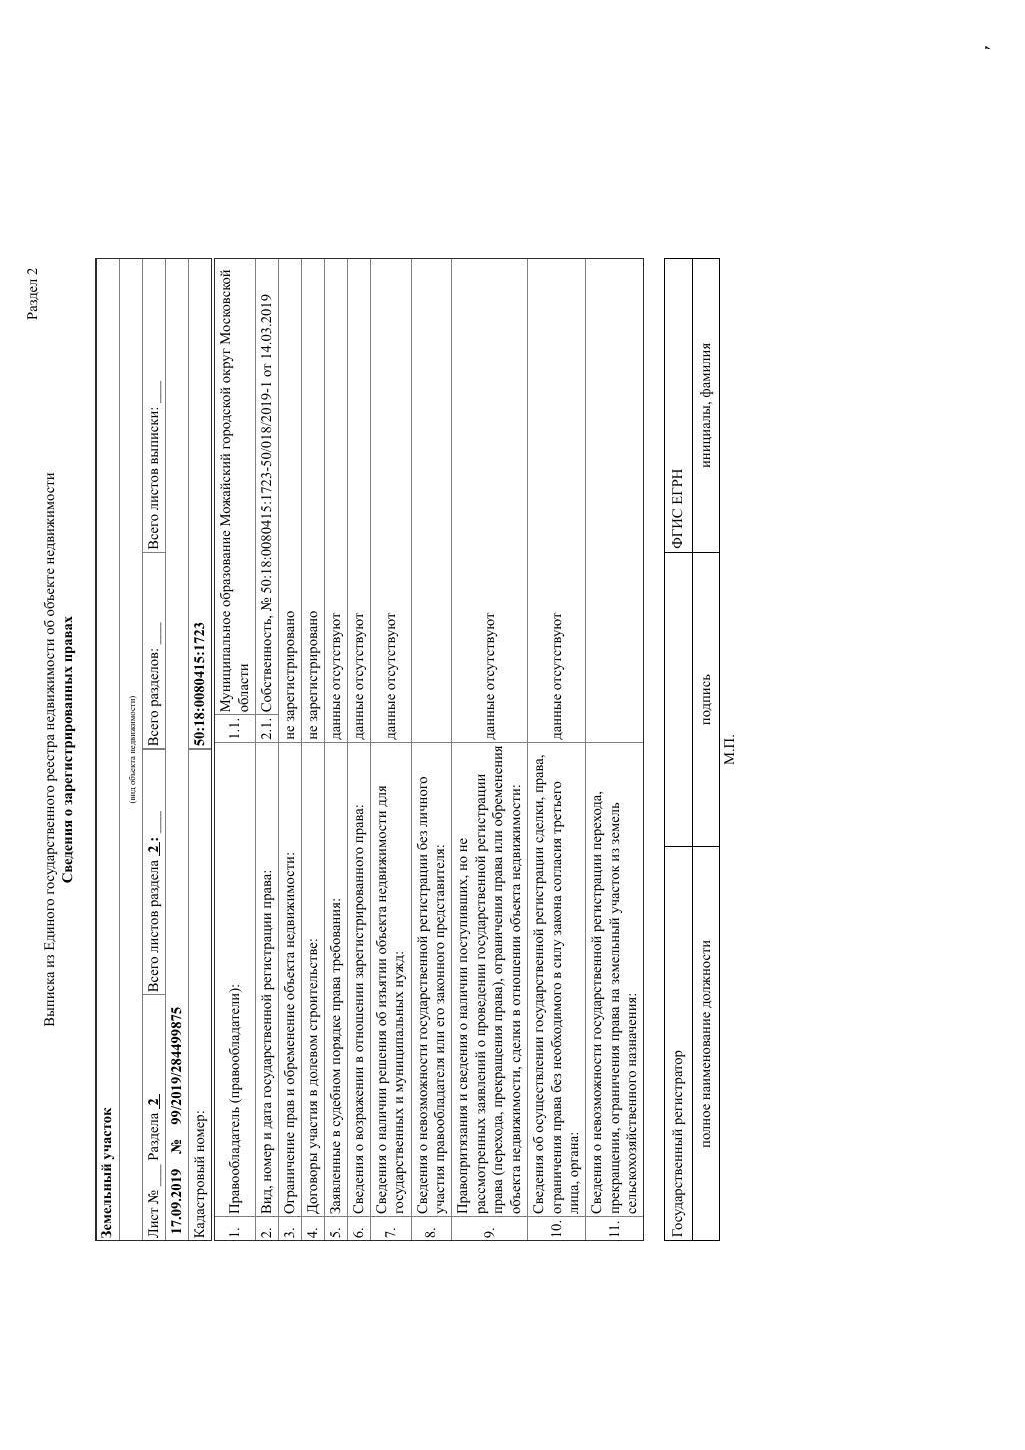 Раздел 2
Выписка из Единого государственного реестра недвижимости об объекте недвижимости
Сведения о зарегистрированных правах
Земельный участок
(вид объекта недвижимости)
Лист № ___ Раздела 2 Всего листов раздела 2 : ___ Всего разделов: ___ Всего листов выписки: ___
17.09.2019 № 99/2019/284499875
Кадастровый номер: 50:18:0080415:1723
1. Правообладатель (правообладатели): 1.1. Муниципальное образование Можайский городской округ Московской
области
2. Вид, номер и дата государственной регистрации права: 2.1. Собственность, № 50:18:0080415:1723-50/018/2019-1 от 14.03.2019
3. Ограничение прав и обременение объекта недвижимости: не зарегистрировано
4. Договоры участия в долевом строительстве: не зарегистрировано
5. Заявленные в судебном порядке права требования: данные отсутствуют
6. Сведения о возражении в отношении зарегистрированного права: данные отсутствуют
7. Сведения о наличии решения об изъятии объекта недвижимости для
государственных и муниципальных нужд: данные отсутствуют
8. Сведения о невозможности государственной регистрации без личного
участия правообладателя или его законного представителя:
9. Правопритязания и сведения о наличии поступивших, но не
рассмотренных заявлений о проведении государственной регистрации
права (перехода, прекращения права), ограничения права или обременения
объекта недвижимости, сделки в отношении объекта недвижимости: данные отсутствуют
10. Сведения об осуществлении государственной регистрации сделки, права,
ограничения права без необходимого в силу закона согласия третьего
лица, органа: данные отсутствуют
11. Сведения о невозможности государственной регистрации перехода,
прекращения, ограничения права на земельный участок из земель
сельскохозяйственного назначения:
Государственный регистратор ФГИС ЕГРН
полное наименование должности подпись инициалы, фамилия
М.П.